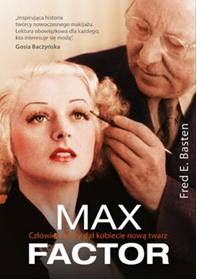 „Inspirująca historia
twórcy nowoczesnego makijażu.
Lektura obowiązkowa dla każdego,
kto interesuje się modą”.
Gosia Baczyńska
Fred E. Basten
MAX
Człowiek, dał kobiecie nową twarz
FACTOR